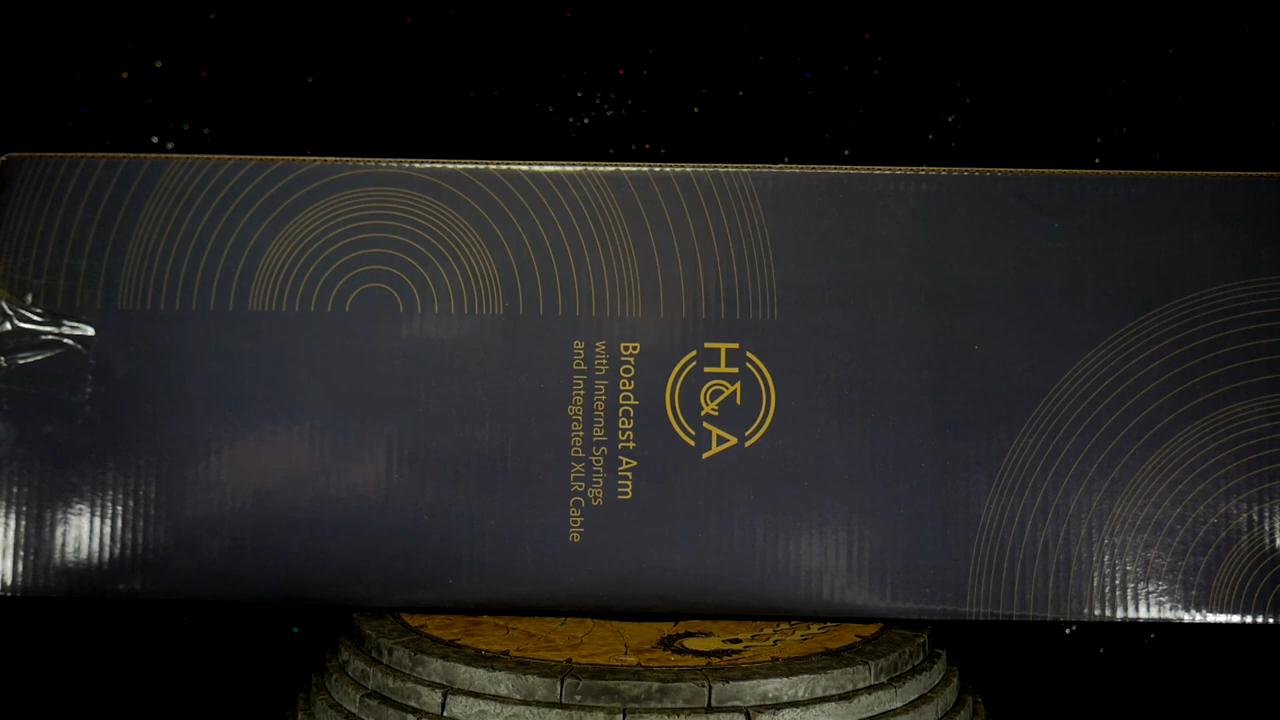 H&A
Broadcast Arm
with Internal Springs
and Integrated XLR Cable